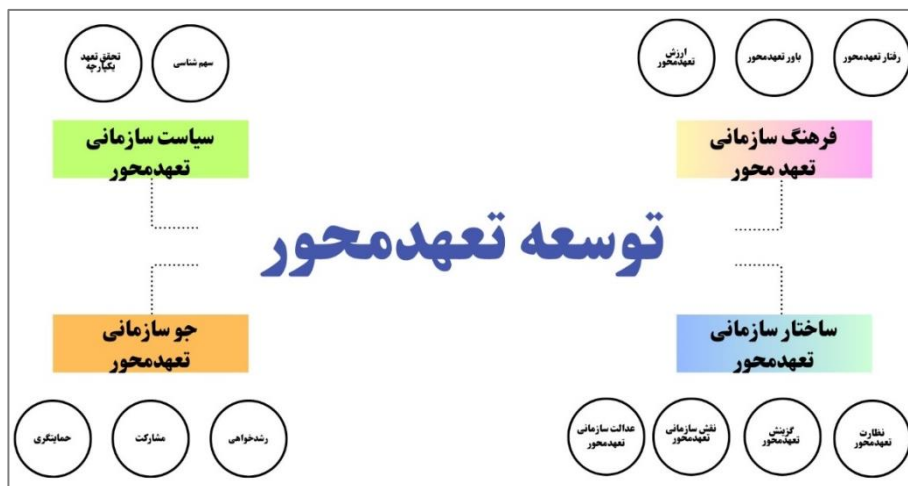 رفتار تعهدمحور
باور تعهدمحور
ارزش
تعهدمحور
سهم شناسی
تحقق تعهد
یکپارچه
فرهنگ سازمانی
تعهد محور
سیاست سازمانی
تعهدمحور
توسعه تعهدمحور
ساختار سازمانی
تعهدمحور
جو سازمانی
تعهدمحور
نظارت
تعهدمحور
گزینش
تعهدمحور
نقش سازمانی
تعهدمحور
عدالت سازمانی
تعهدمحور
رشدخواهی
مشارکت
حمایتگری